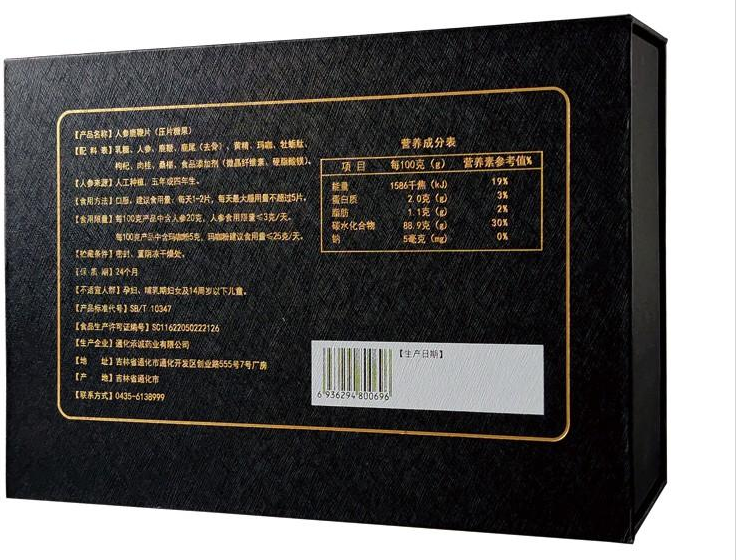 【产品名称】人参鹿鞭片（压片糖果）
【配 料 表】乳糖、人参、鹿鞭、鹿尾（去骨）、黄精、玛咖、牡蛎肽、
枸杞、肉桂、桑椹、食品添加剂（微晶纤维素、硬脂酸镁）。
【人参来源】人工种植，五年或四年生。
【食用方法】口服，建议食用量：每天1-2片，每天最大服用量不超过5片。
【食用限量】每100克产品中含人参20克，人参食用限量≤3克/天。
每100克产品中含玛咖粉5克，玛咖粉建议食用量≤25克/天。
【贮藏条件】密封、置阴凉干燥处。
【保 质 期】24个月
【不适宜人群】孕妇、哺乳期妇女及14周岁以下儿童。
【产品标准代号】SB/T 10347
【食品生产许可证编号】SC11622050222126
【生产企业】通化承诚药业有限公司
【地 址】吉林省通化市通化开发区创业路555号7号厂房
【产 地】吉林省通化市
【联系方式】0435-6138999
营养成分表
项 目 每100克（g） 营养素参考值%
能量 1586千焦（kJ） 19%
蛋白质 2.0克（g） 3%
脂肪 1.1克（g） 2%
碳水化合物 88.9克（g） 30%
钠 5毫克（mg） 0%
【生产日期】
6 936294 800696